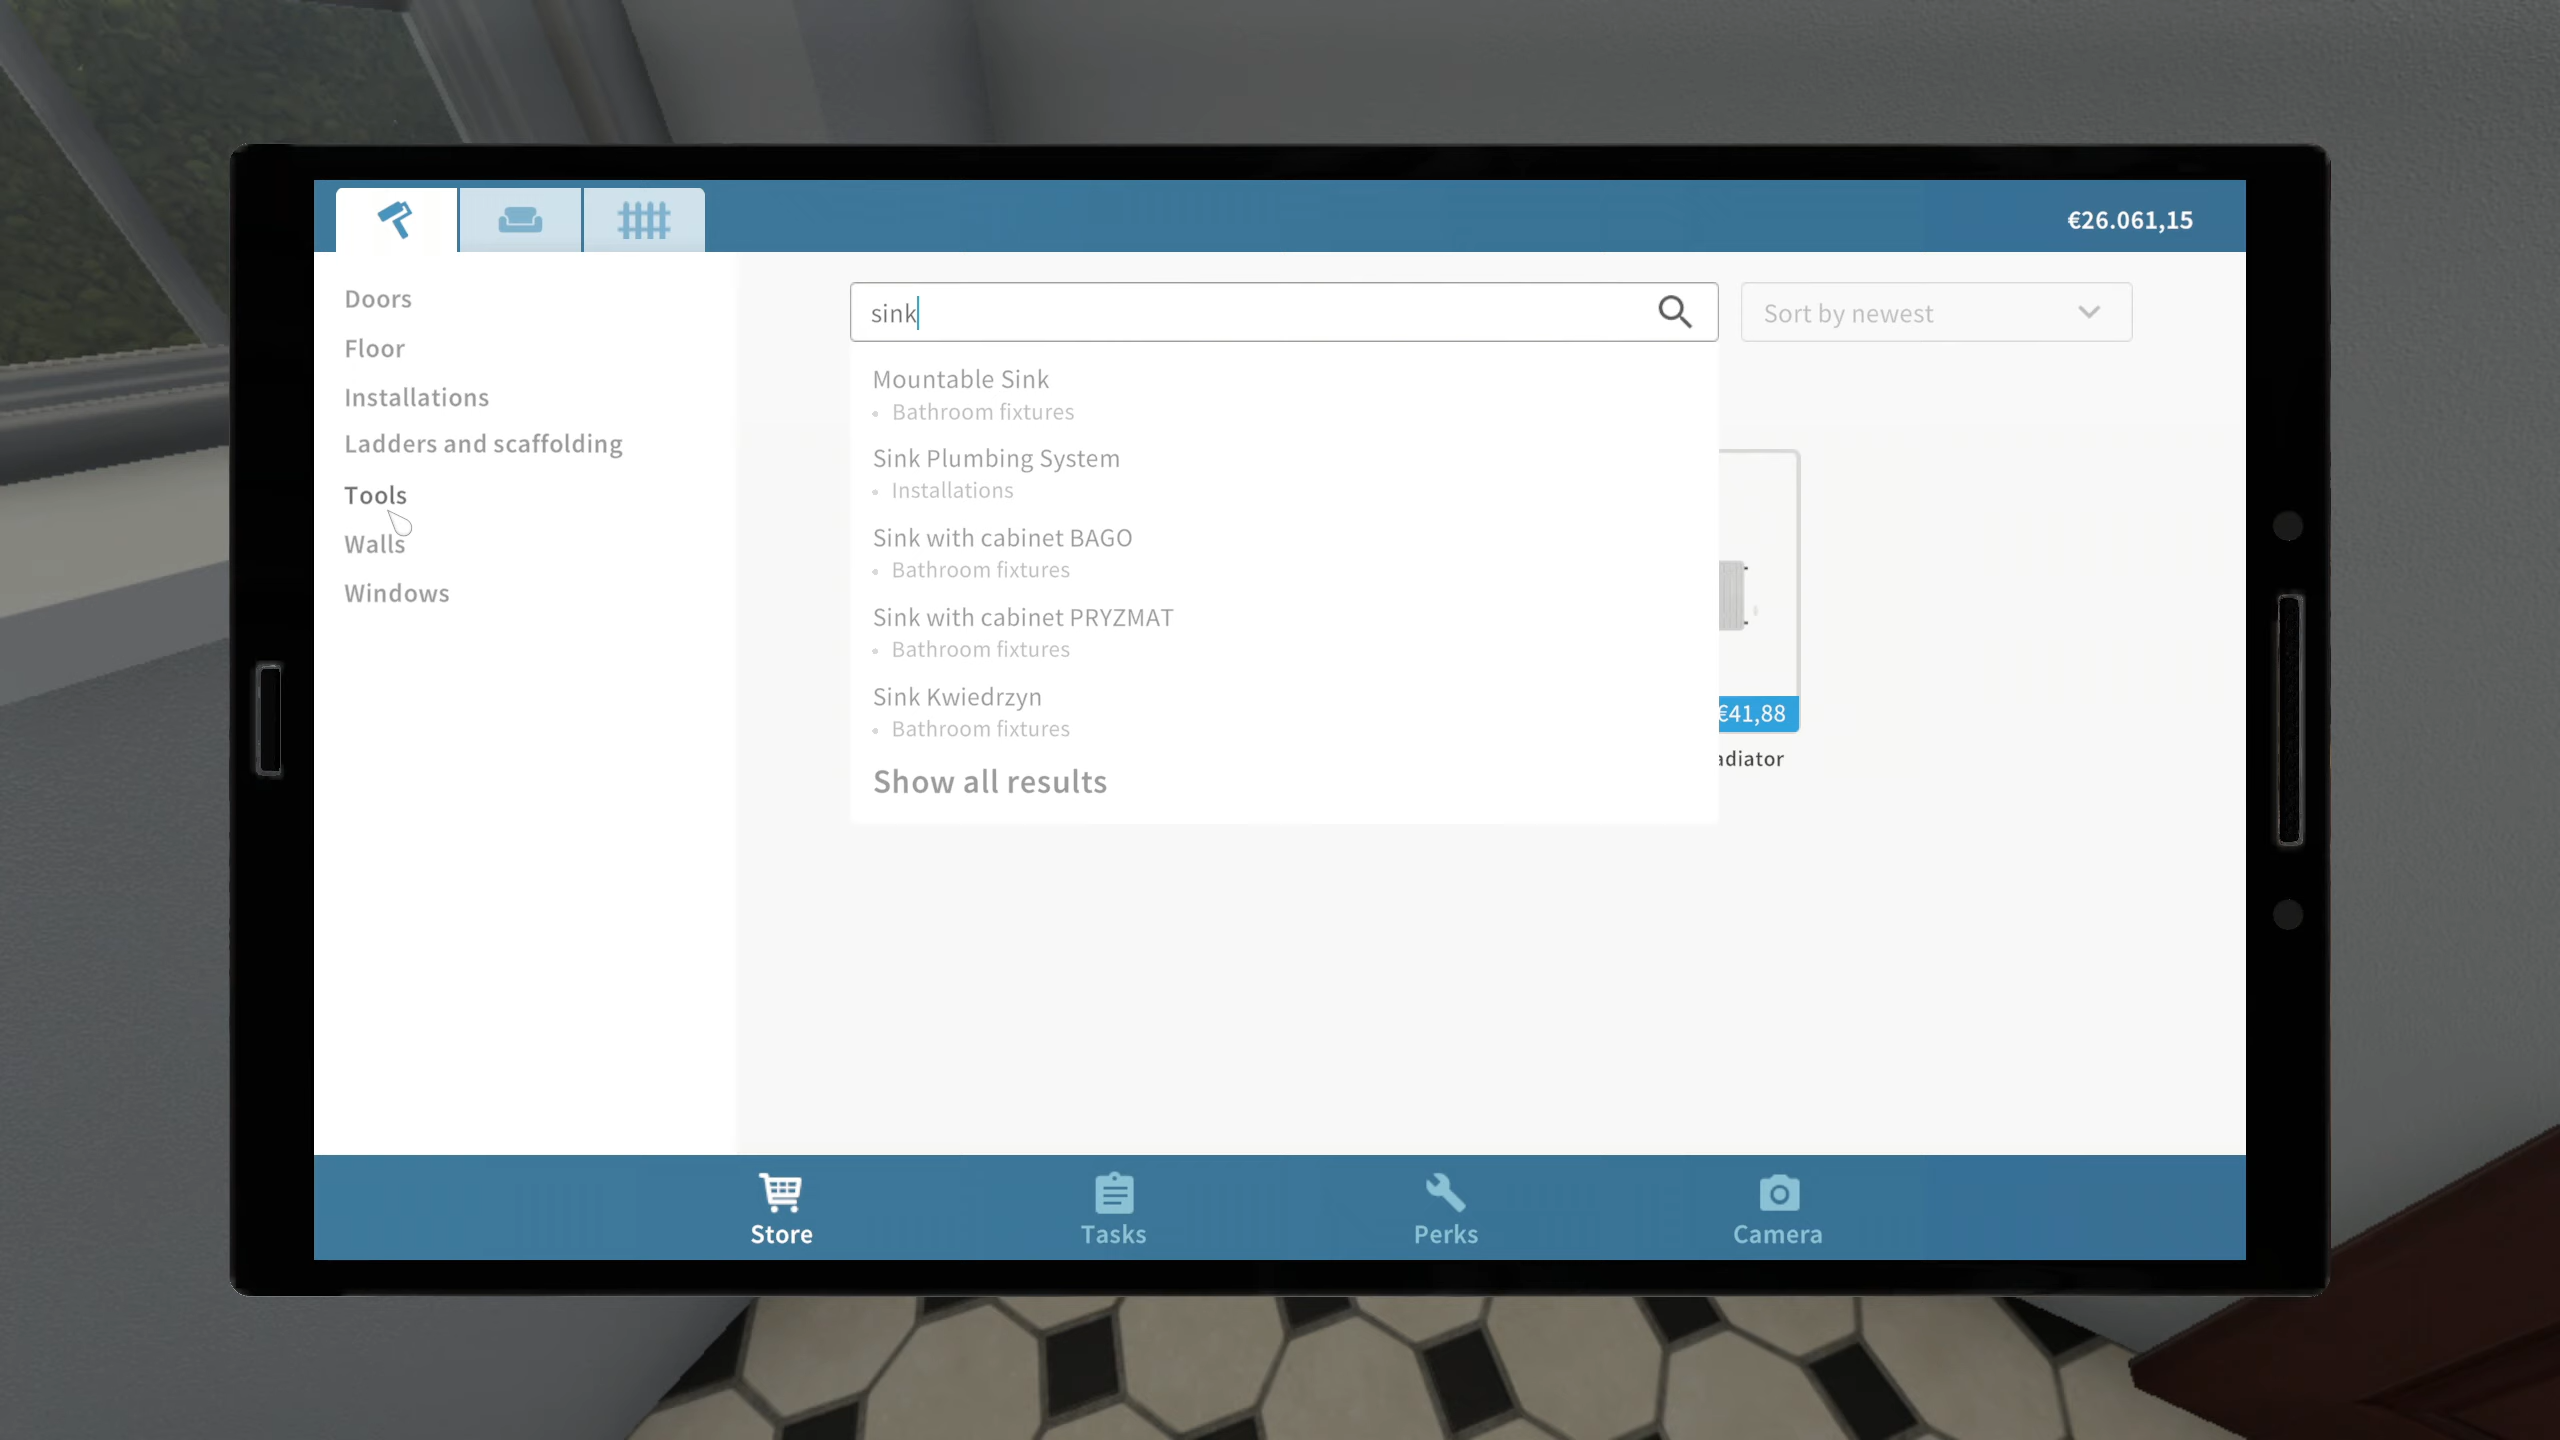 €26.061,15
Doors
Floor
Installations
Ladders and scaffolding
Tools
Walls
Windows
sink
Sort by newest
Mountable Sink
• Bathroom fixtures
Sink Plumbing System
• Installations
Sink with cabinet BAGO
• Bathroom fixtures
Sink with cabinet PRYZMAT
• Bathroom fixtures
Sink Kwiedrzyn
• Bathroom fixtures
Show all results
€41,88
adiator
Store
Tasks
Perks
Camera